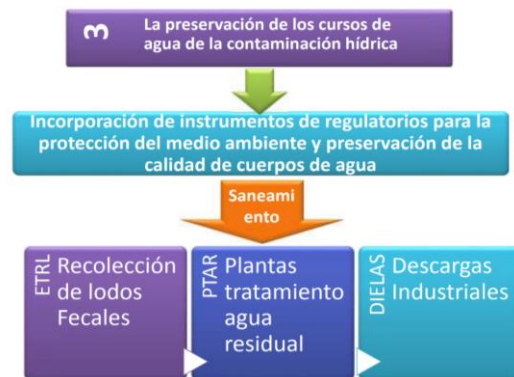 3
La preservación de los cursos de
agua de la contaminación hídrica
Incorporación de instrumentos de regulatorios para la
protección del medio ambiente y preservación de la
calidad de cuerpos de agua
Saneami
ento
ETRL
Recolección
de lodos
Fecales
PTAR
Plantas
tratamiento
agua
residual
DIELAS
Descargas
Industriales